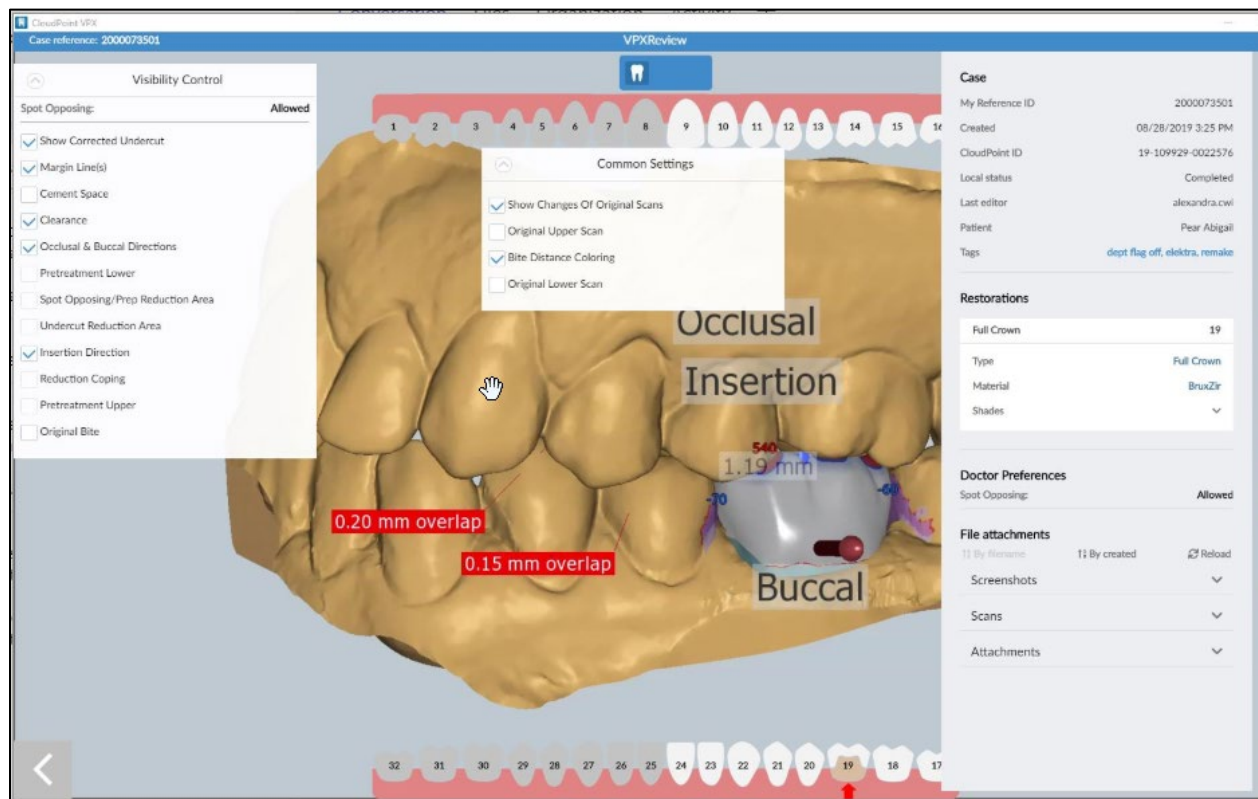 CloudPoint VPX
Case reference: 2000073501
VPXReview
Visibility Control
Spot Opposing: Allowed
Show Corrected Undercut
Margin Line(s)
Cement Space
Clearance
Occlusal & Buccal Directions
Pretreatment Lower
Spot Opposing/Prep Reduction Area
Undercut Reduction Area
Insertion Direction
Reduction Coping
Pretreatment Upper
Original Bite
1 2 3 4 5 6 7 8 9 10 11 12 13 14 15
Common Settings
Show Changes Of Original Scans
Original Upper Scan
Bite Distance Coloring
Original Lower Scan
Occlusal
Insertion
540
1.19 mm
-70
-60
0.20 mm overlap
0.15 mm overlap
Buccal
32 31 30 29 28 27 26 25 24 23 22 21 20 19 18 17
Case
My Reference ID 2000073501
Created 08/28/2019 3:25 PM
CloudPoint ID 19-109929-0022576
Local status Completed
Last editor alexandra.cwi
Patient Pear Abigail
Tags dept flag off, elektra, remake
Restorations
Full Crown 19
Type Full Crown
Material BruxZir
Shades
Doctor Preferences
Spot Opposing: Allowed
File attachments
By filename By created Reload
Screenshots
Scans
Attachments